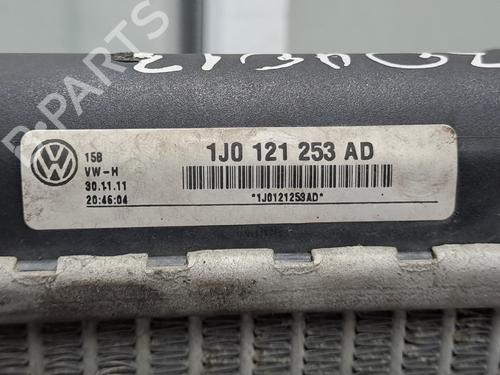 B-Parts
15B
VW-H
30.11.11
20:46:04
1J0 121 253 AD
*1J0121253AD*